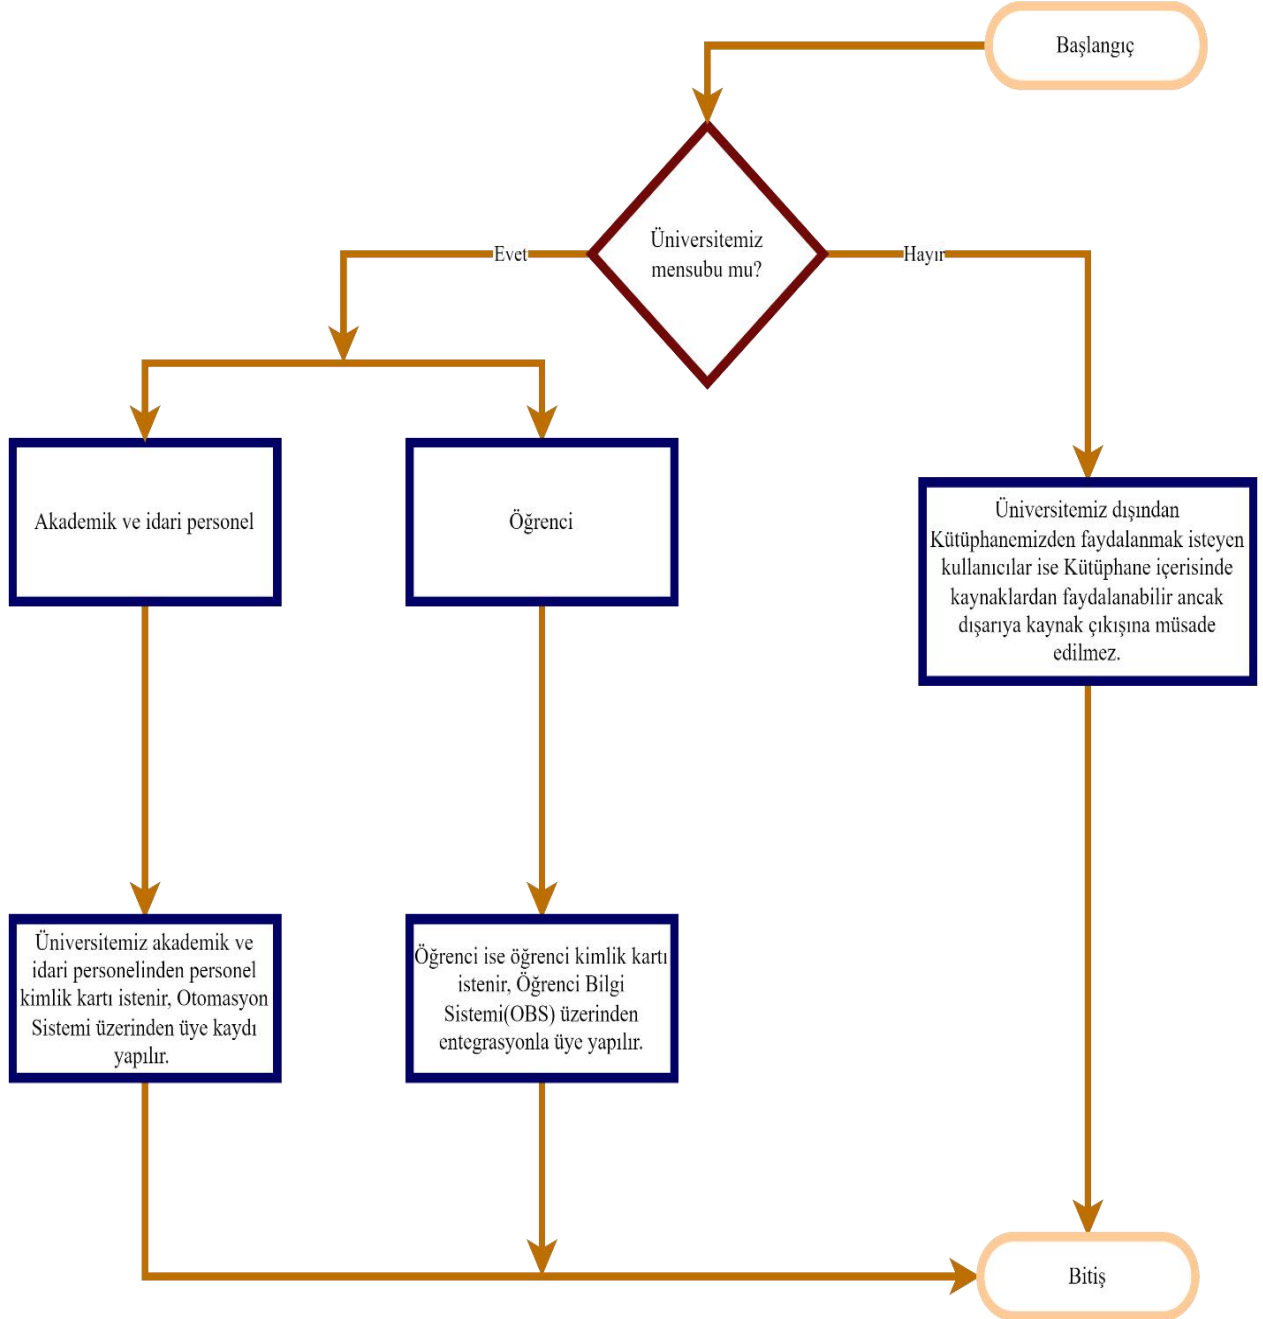 Başlangıç
Üniversitemiz
mensubu mu?
Evet
Hayır
Akademik ve idari personel
Öğrenci
Üniversitemiz dışından
Kütüphanemizden faydalanmak isteyen
kullanıcılar ise Kütüphane içerisinde
kaynaklardan faydalanabilir ancak
dışarıya kaynak çıkışına müsade
edilmez.
Üniversitemiz akademik ve
idari personelinden personel
kimlik kartı istenir, Otomasyon
Sistemi üzerinden üye kaydı
yapılır.
Öğrenci ise öğrenci kimlik kartı
istenir, Öğrenci Bilgi
Sistemi(OBS) üzerinden
entegrasyonla üye yapılır.
Bitiş